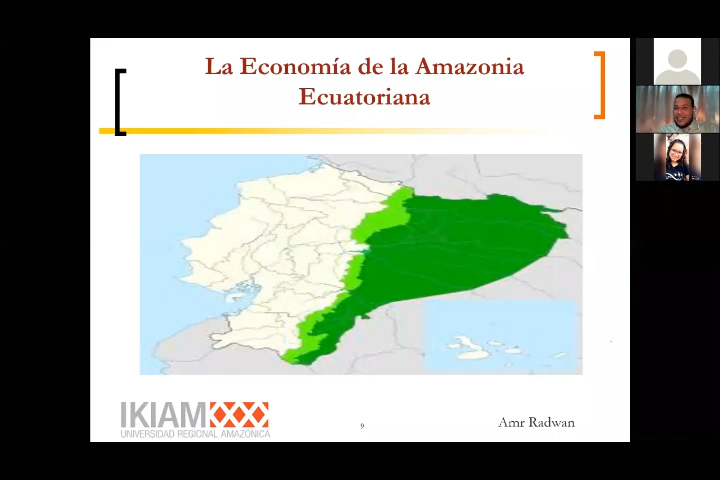 La Economía de la Amazonia
Ecuatoriana
IKIAM
UNIVERSIDAD REGIONAL AMAZÓNICA
9
Amr Radwan